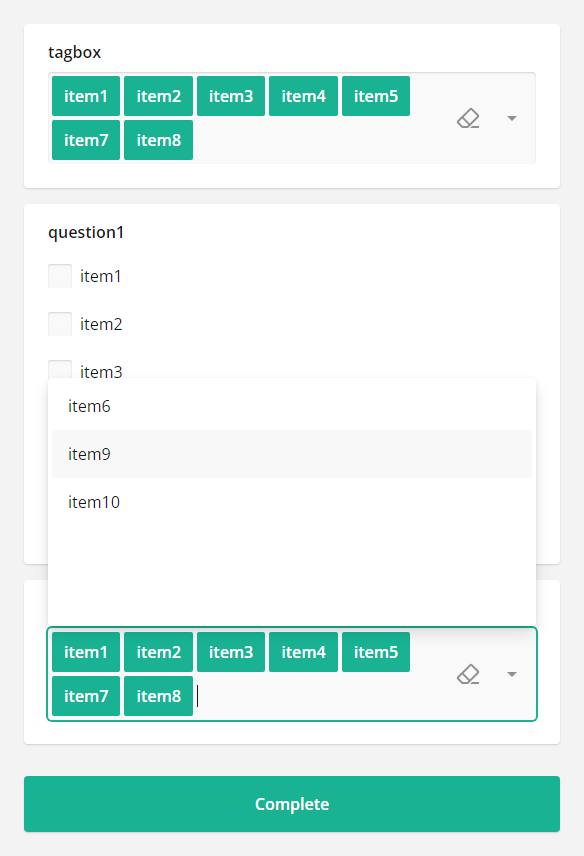 tagbox
item1 item2 item3 item4 item5
item7 item8
question1
item1
item2
item3
item6
item9
item10
item1 item2 item3 item4 item5
item7 item8
Complete